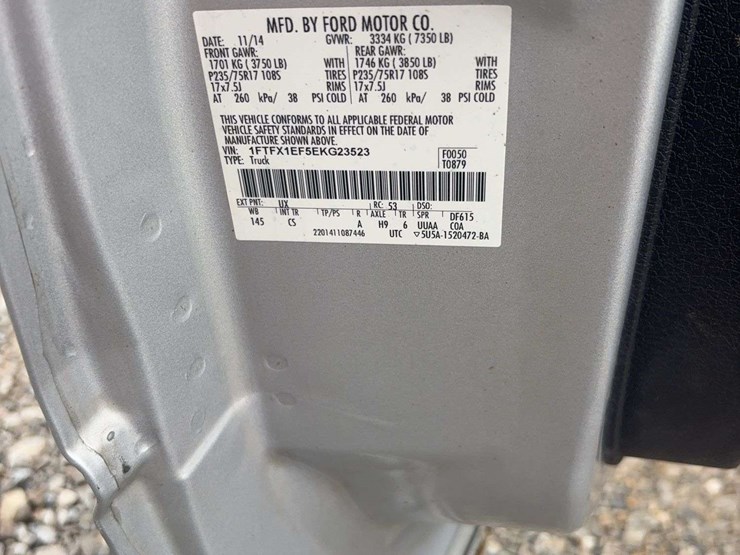 MFD. BY FORD MOTOR CO.
DATE: 11/14 GVWR: 3334 KG ( 7350 LB)
FRONT GAWR: REAR GAWR:
1701 KG ( 3750 LB) WITH 1746 KG ( 3850 LB) WITH
P235/75R17 108S TIRES P235/75R17 108S TIRES
17x7.5J RIMS 17x7.5J RIMS
AT 260 kPa/ 38 PSI COLD AT 260 kPa/ 38 PSI COLD
THIS VEHICLE CONFORMS TO ALL APPLICABLE FEDERAL MOTOR
VEHICLE SAFETY STANDARDS IN EFFECT ON THE DATE OF
MANUFACTURE SHOWN ABOVE.
VIN: 1FTFX1EF5EKG23523 F0050
TYPE: Truck T0879
EXT PNT: UX RC: 53 DSO:
WB INT TR TP/PS R AXLE TR SPR DF615
145 CS A H9 6 UUAA COA
2201411087446 UTC ▽5U5A-1520472-BA